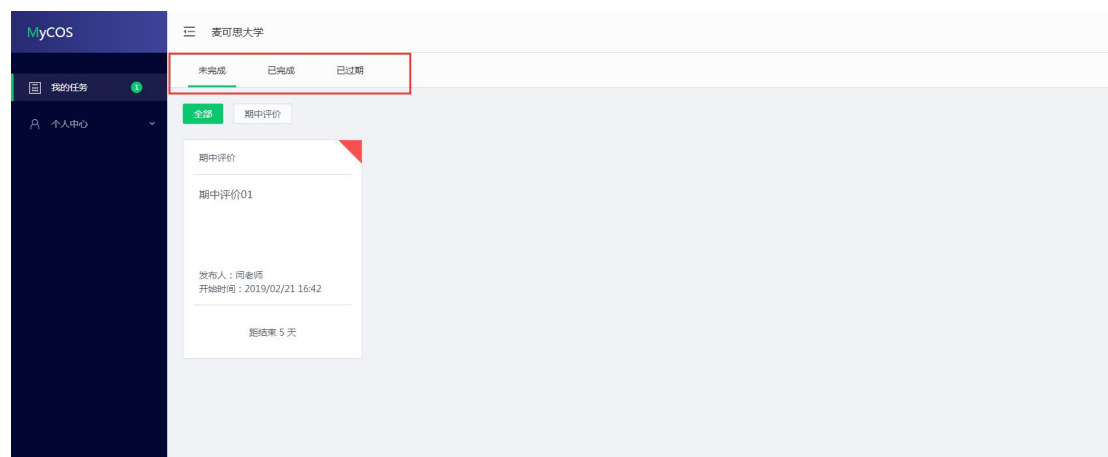 MyCOS
麦可思大学
未完成 已完成 已过期
我的任务 1
个人中心
全部 期中评价
期中评价
期中评价01
发布人：闫老师
开始时间：2019/02/21 16:42
距结束 5 天